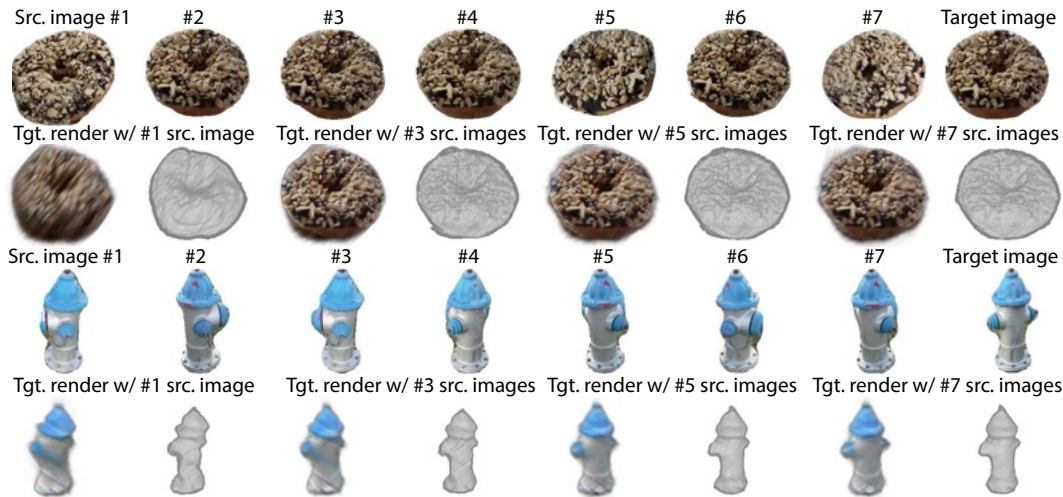 Src. image #1 #2 #3 #4 #5 #6 #7 Target image
Tgt. render w/ #1 src. image Tgt. render w/ #3 src. images Tgt. render w/ #5 src. images Tgt. render w/ #7 src. images
Src. image #1 #2 #3 #4 #5 #6 #7 Target image
Tgt. render w/ #1 src. image Tgt. render w/ #3 src. images Tgt. render w/ #5 src. images Tgt. render w/ #7 src. images